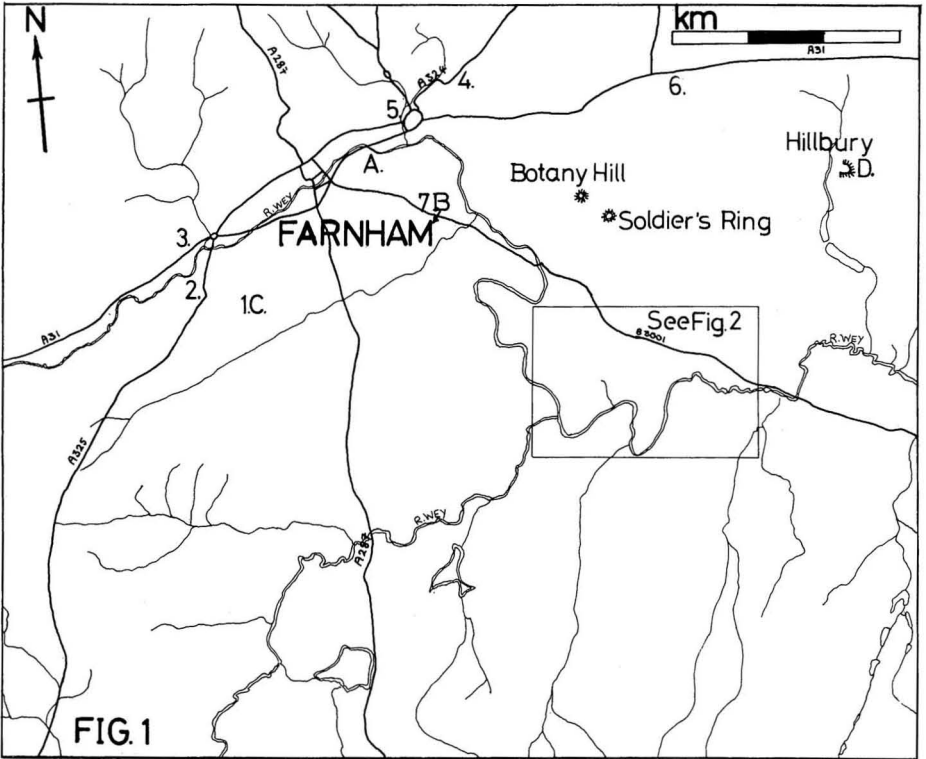 N
km
A31
A287
A324
4.
5.
6.
Hillbury
D.
A.
Botany Hill
7.B
Soldier's Ring
R.WEY
FARNHAM
3.
2.
1.C.
See Fig.2
B3001
R.WEY
A31
A325
R.WEY
A287
FIG.1